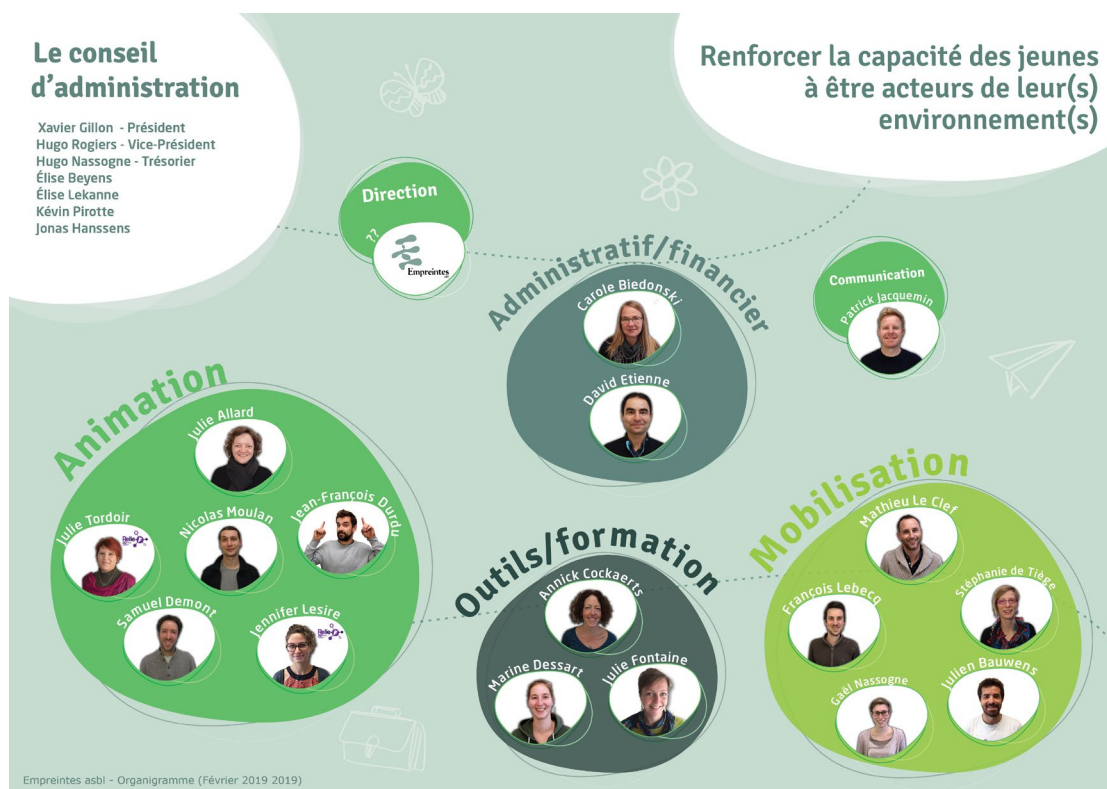 Le conseil
d'administration
Xavier Gillon - Président
Hugo Rogiers - Vice-Président
Hugo Nassogne - Trésorier
Élise Beyens
Élise Lekanne
Kévin Pirotte
Jonas Hanssens
Renforcer la capacité des jeunes
à être acteurs de leur(s)
environnement(s)
Direction
??
Empreintes
Administratif/financier
Carole Biedonski
David Etienne
Communication
Patrick Jacquemin
Animation
Julie Allard
Julie Tordoir
Nicolas Moulan
Jean-François Durdu
Samuel Demont
Jennifer Lesire
Outils/formation
Annick Cockaerts
Marine Dessart
Julie Fontaine
Mobilisation
Mathieu Le Clef
François Lebecq
Stéphanie de Tiège
Gaël Nassogne
Julien Bauwens
Empreintes asbl - Organigramme (Février 2019 2019)